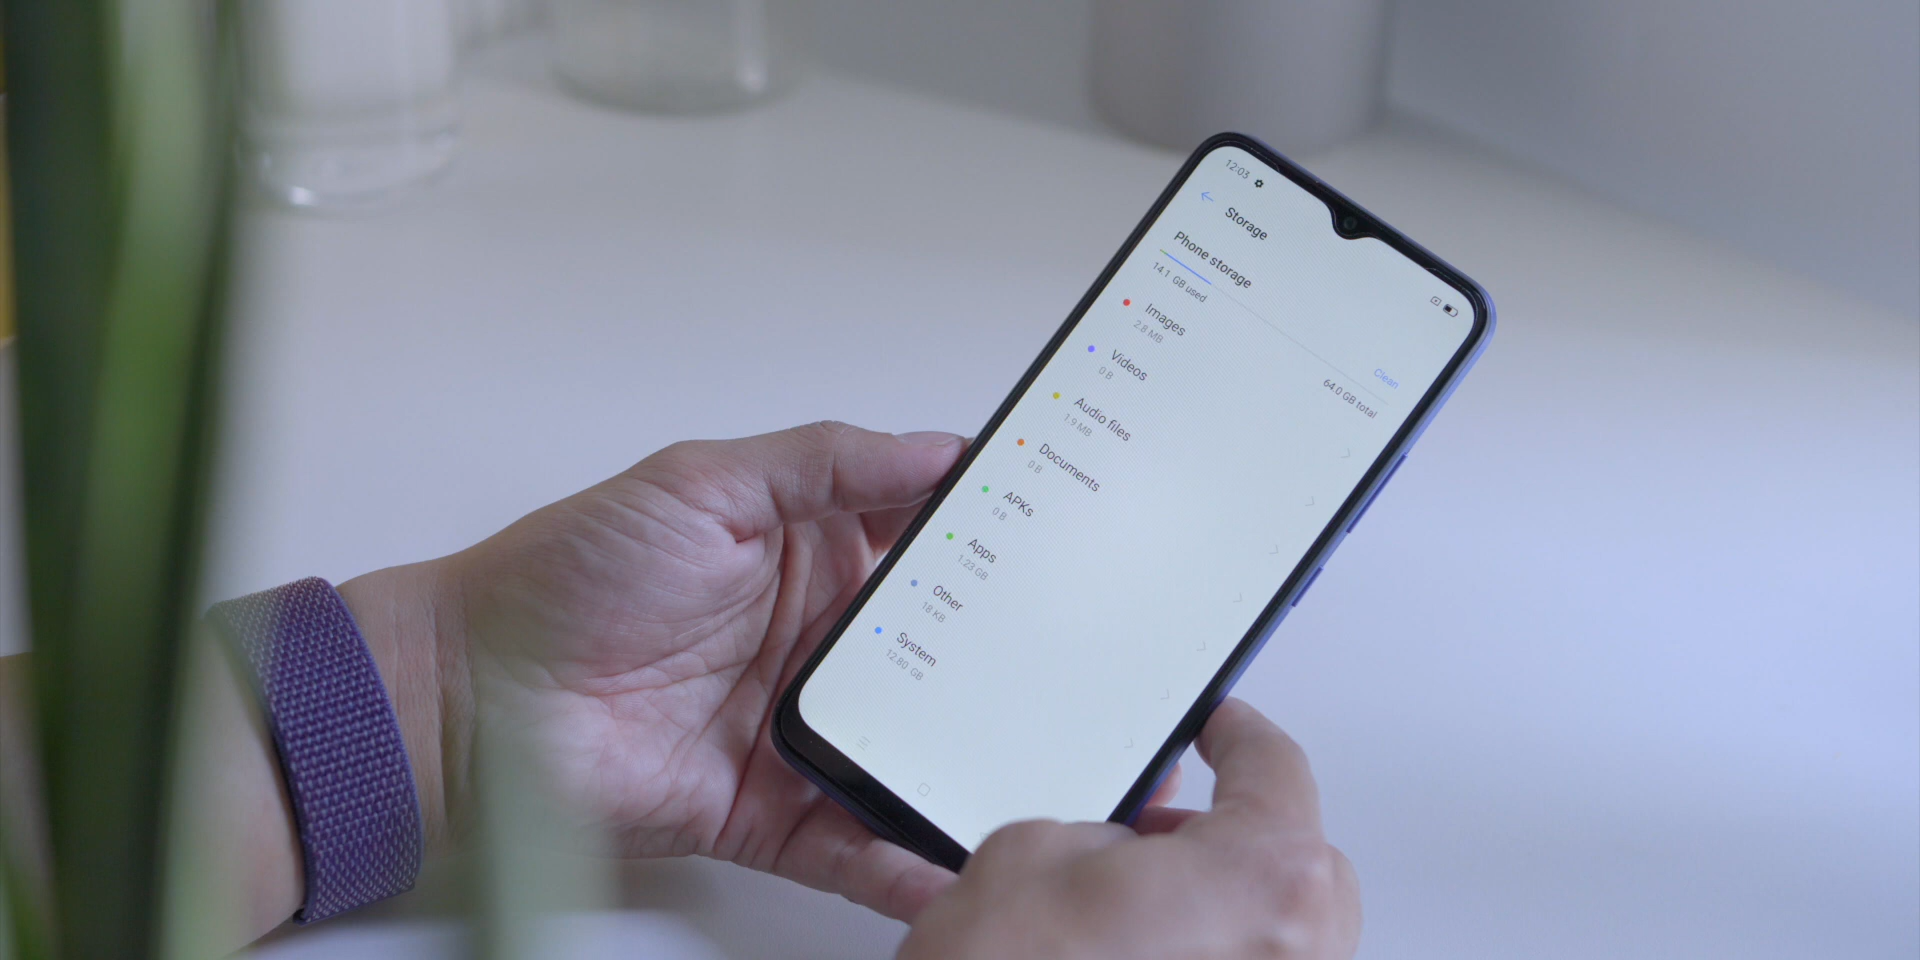 12:03
Storage
Phone storage
Clean
14.1 GB used
64.0 GB total
Images
2.8 MB
Videos
0 B
Audio files
1.9 MB
Documents
0 B
APKs
0 B
Apps
1.23 GB
Other
18 KB
System
12.80 GB